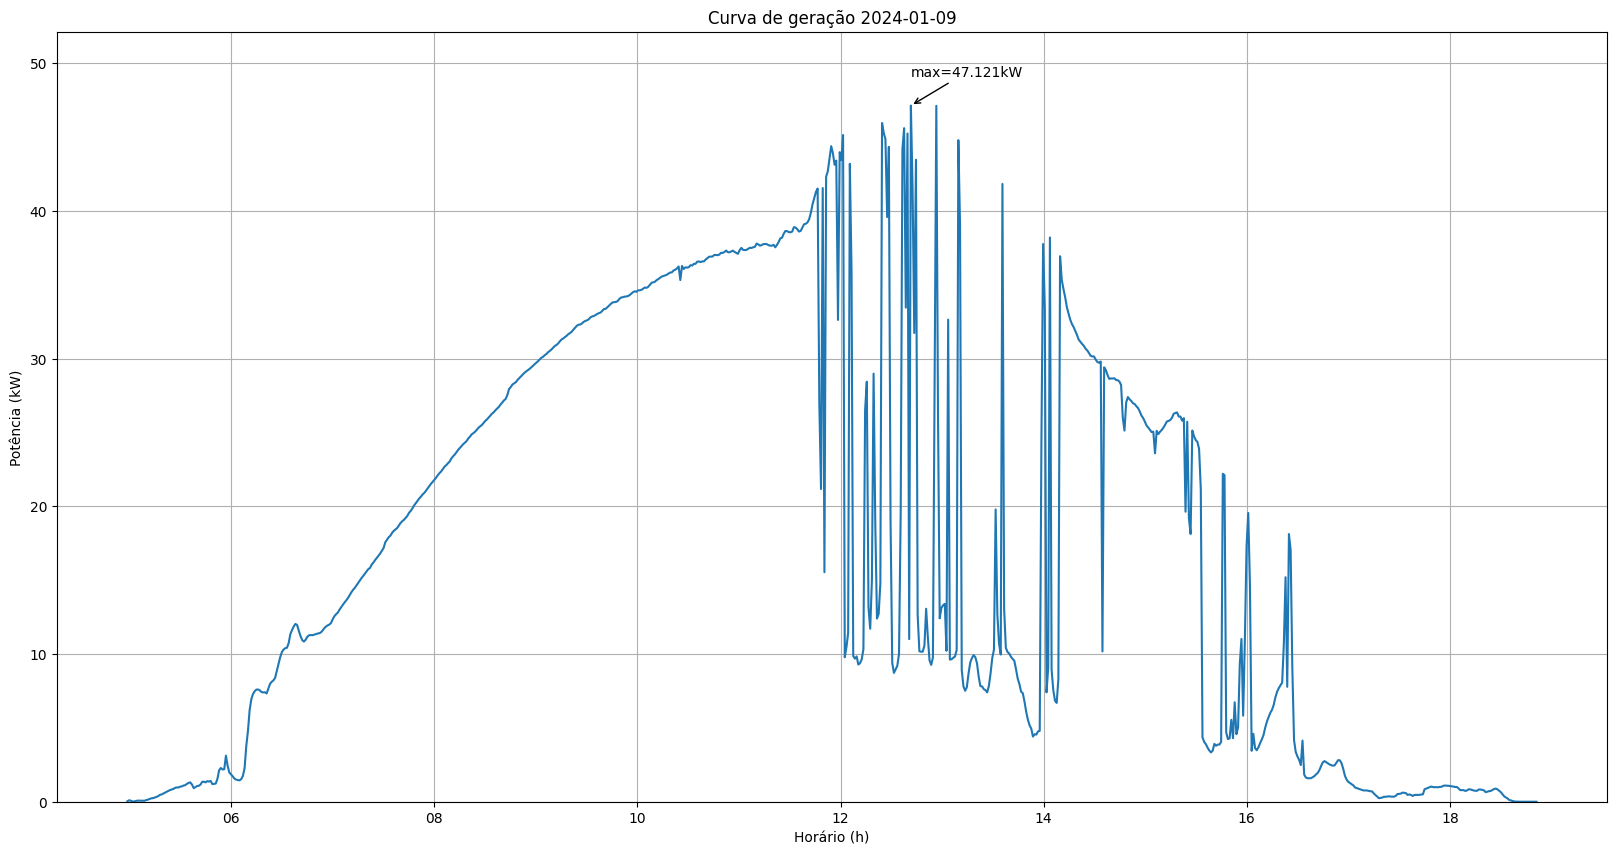 Curva de geração 2024-01-09
max=47.121kW
Potência (kW)
50
40
30
20
10
0
06 08 10 12 14 16 18
Horário (h)